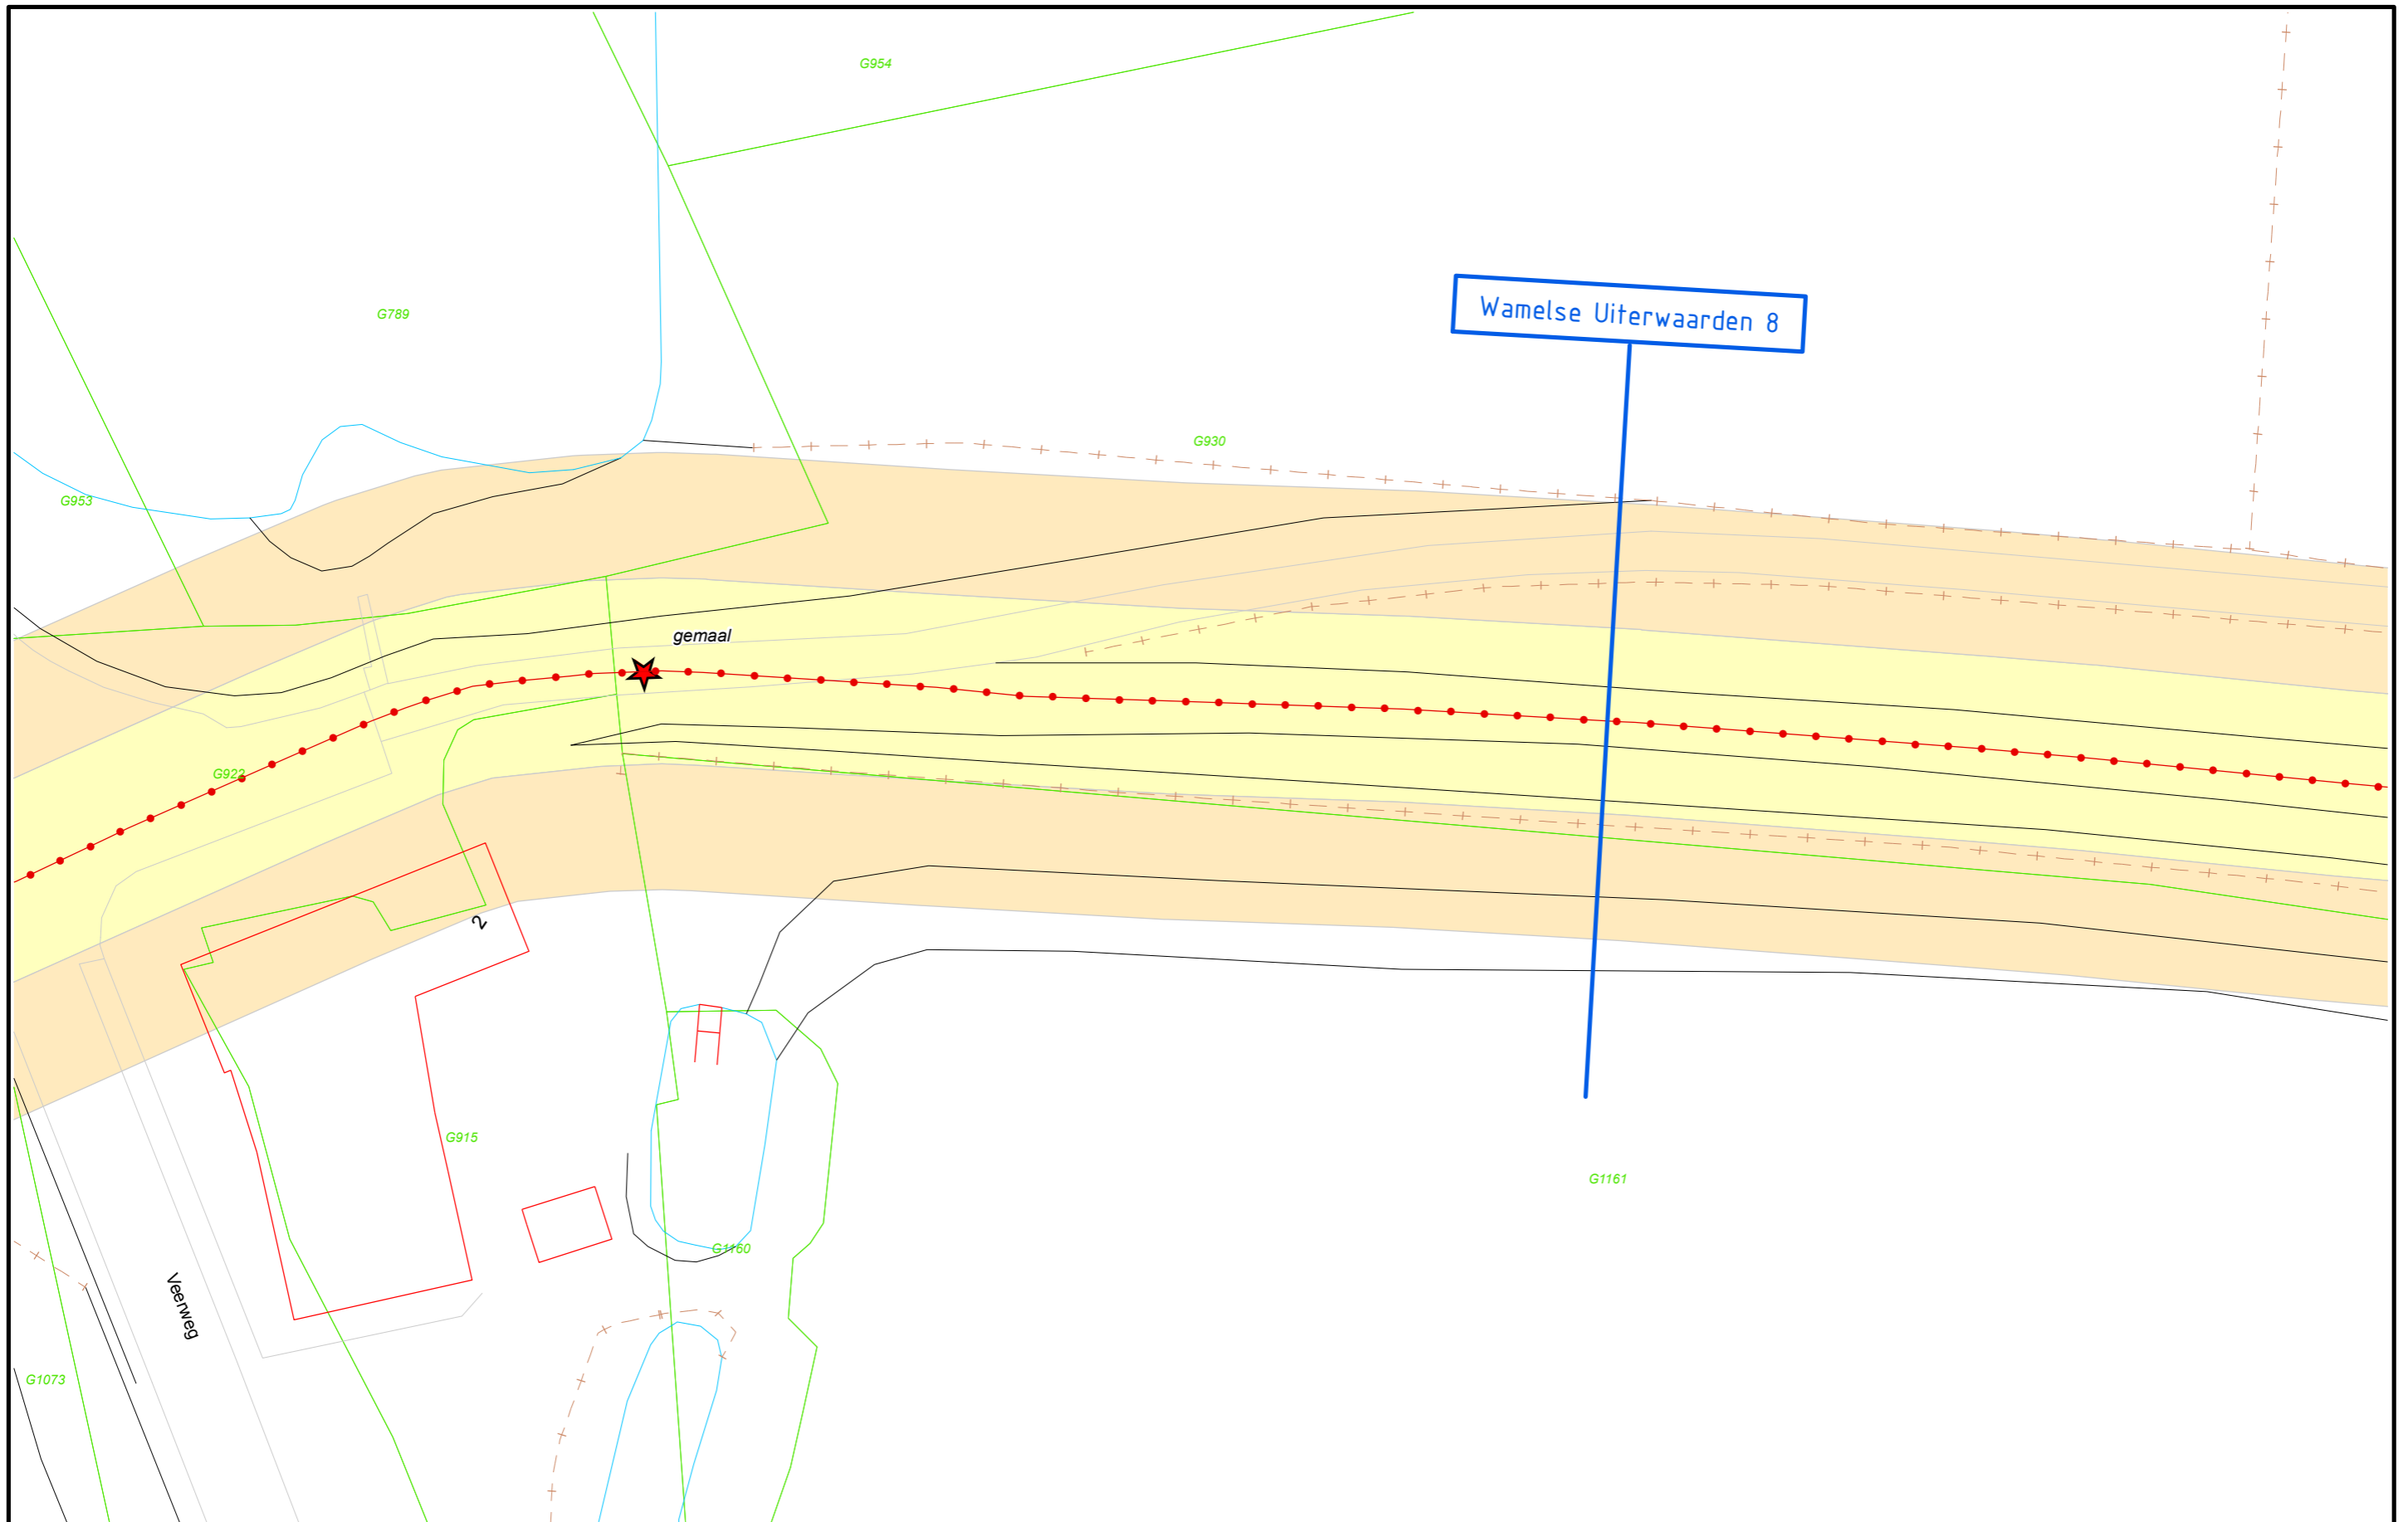 G954
G789
Wamelse Uiterwaarden 8
G930
G953
gemaal
G922
2
G915
G1161
G1160
Veerweg
G1073